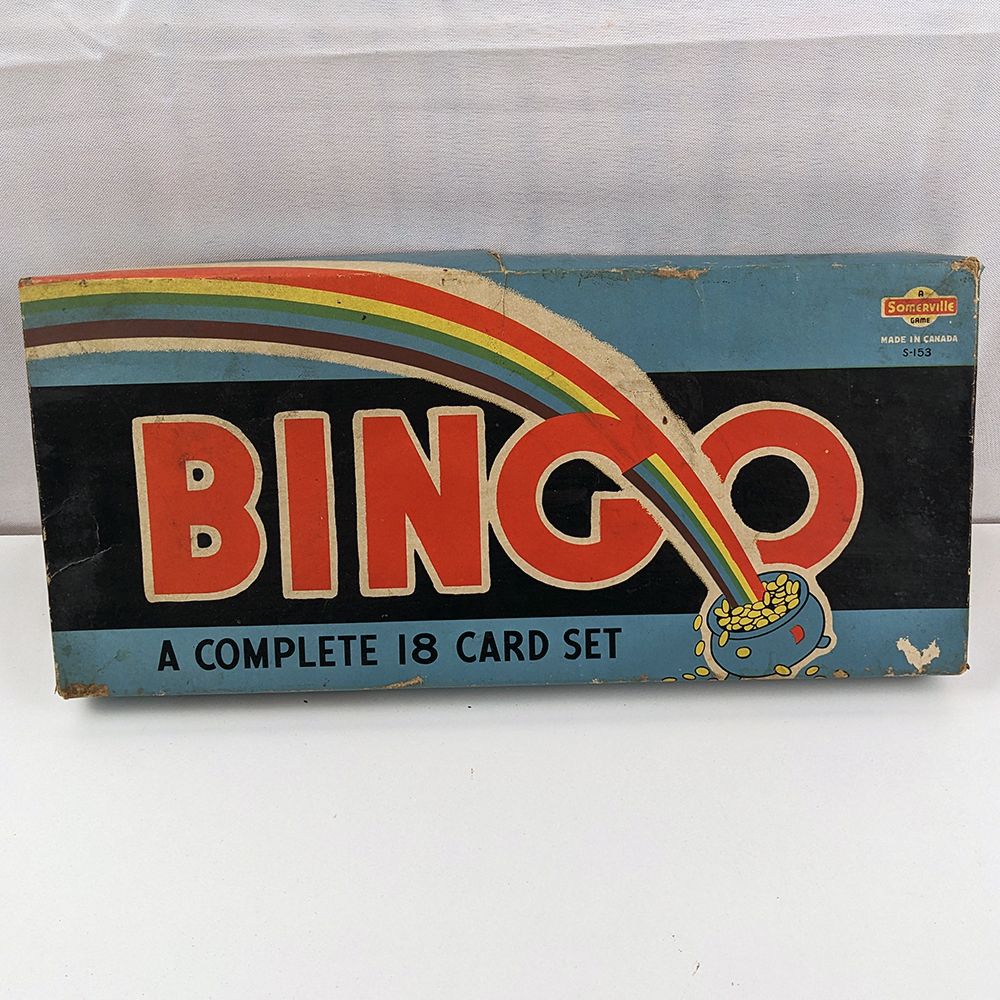 A
SOMERVILLE
GAME
MADE IN CANADA
S-153
BINGO
A COMPLETE 18 CARD SET